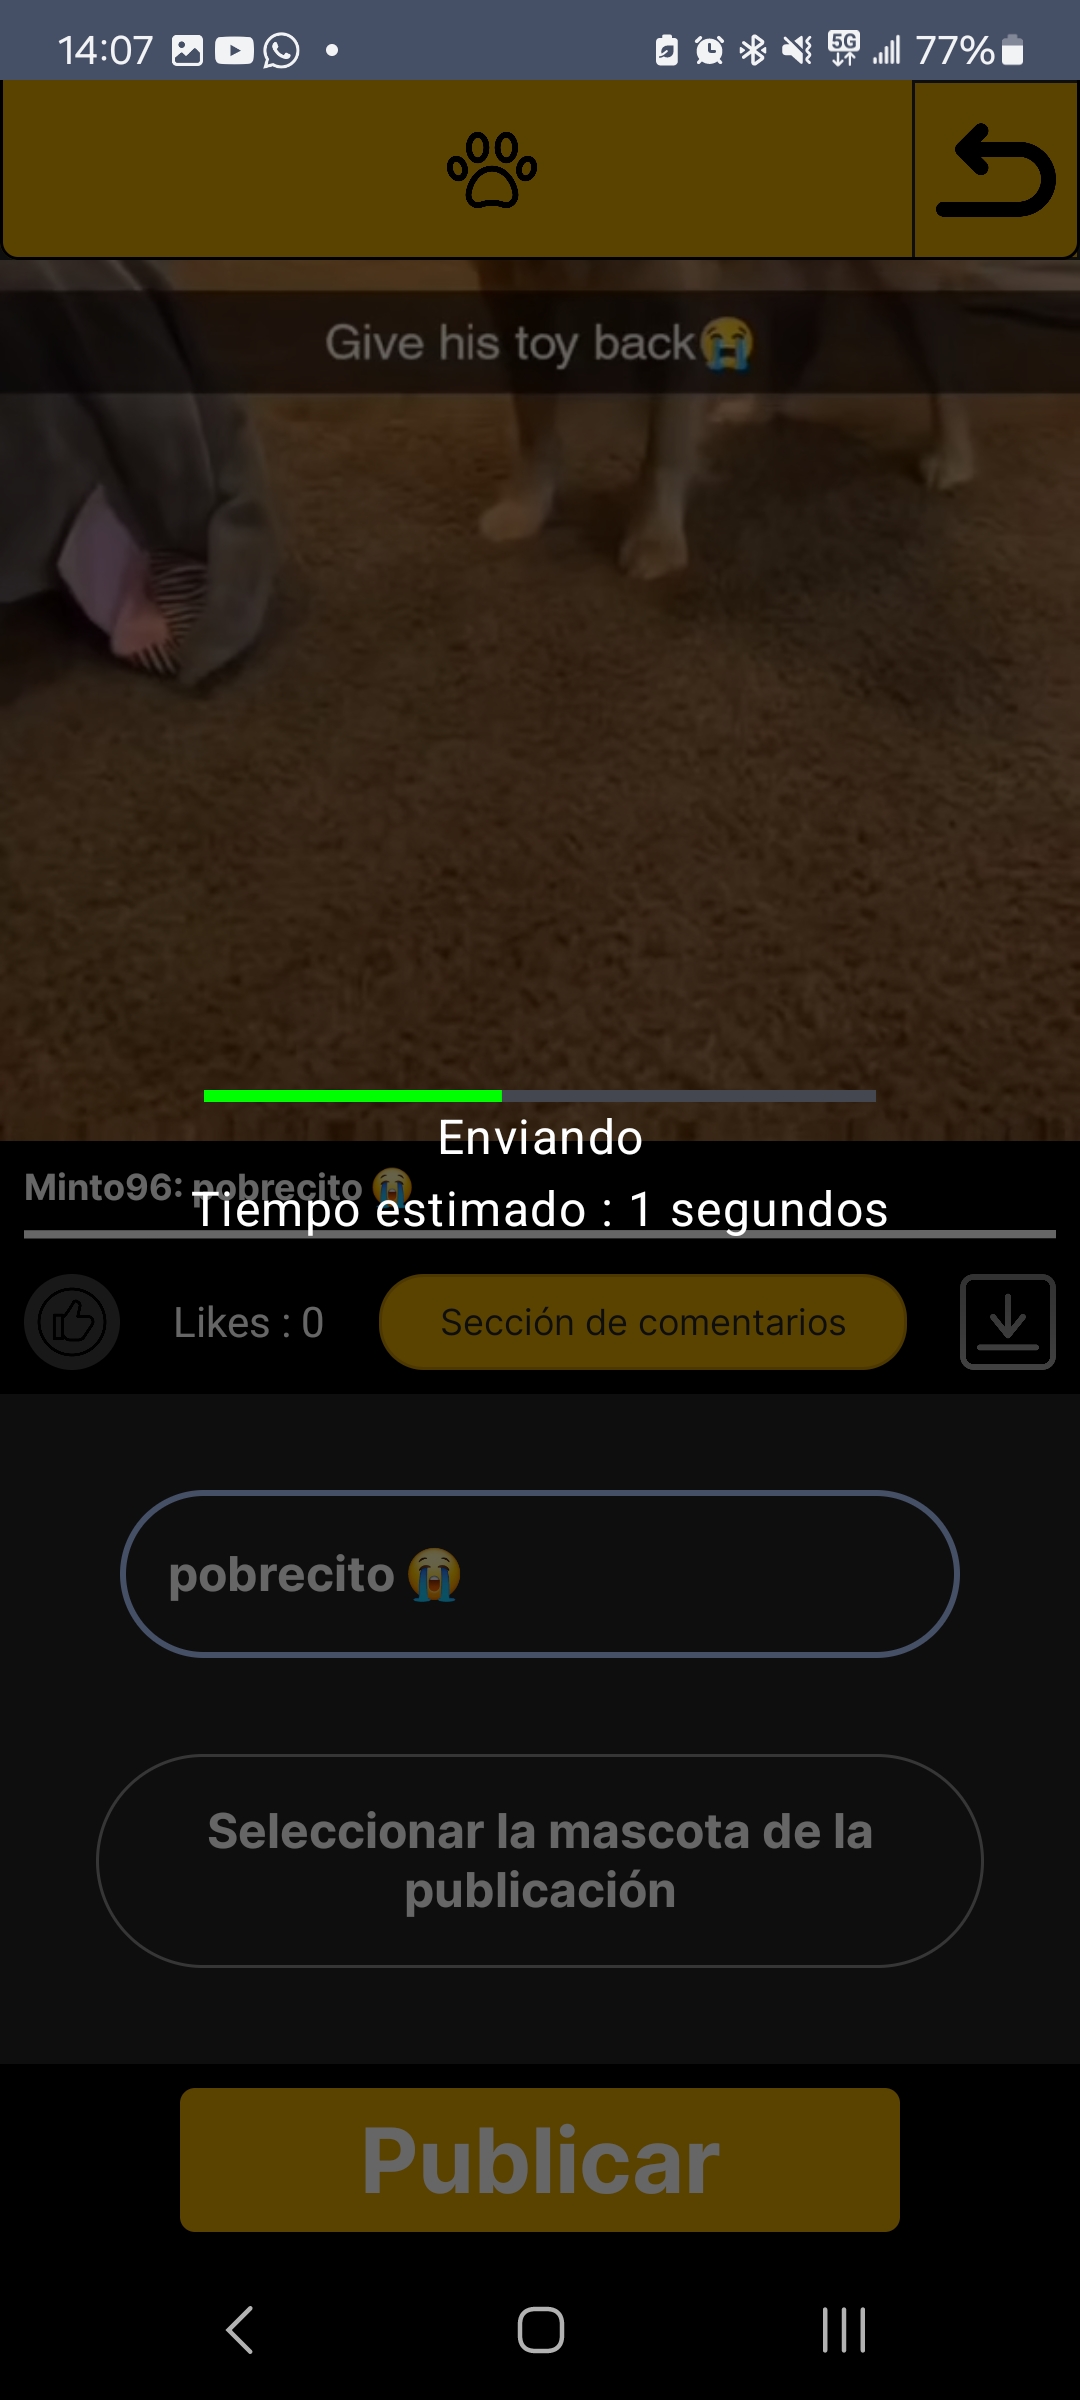 14:07
5G
77%
Give his toy back😭
Enviando
Minto96: pobrecito 😭
Tiempo estimado : 1 segundos
Likes : 0
Sección de comentarios
pobrecito 😭
Seleccionar la mascota de la
publicación
Publicar